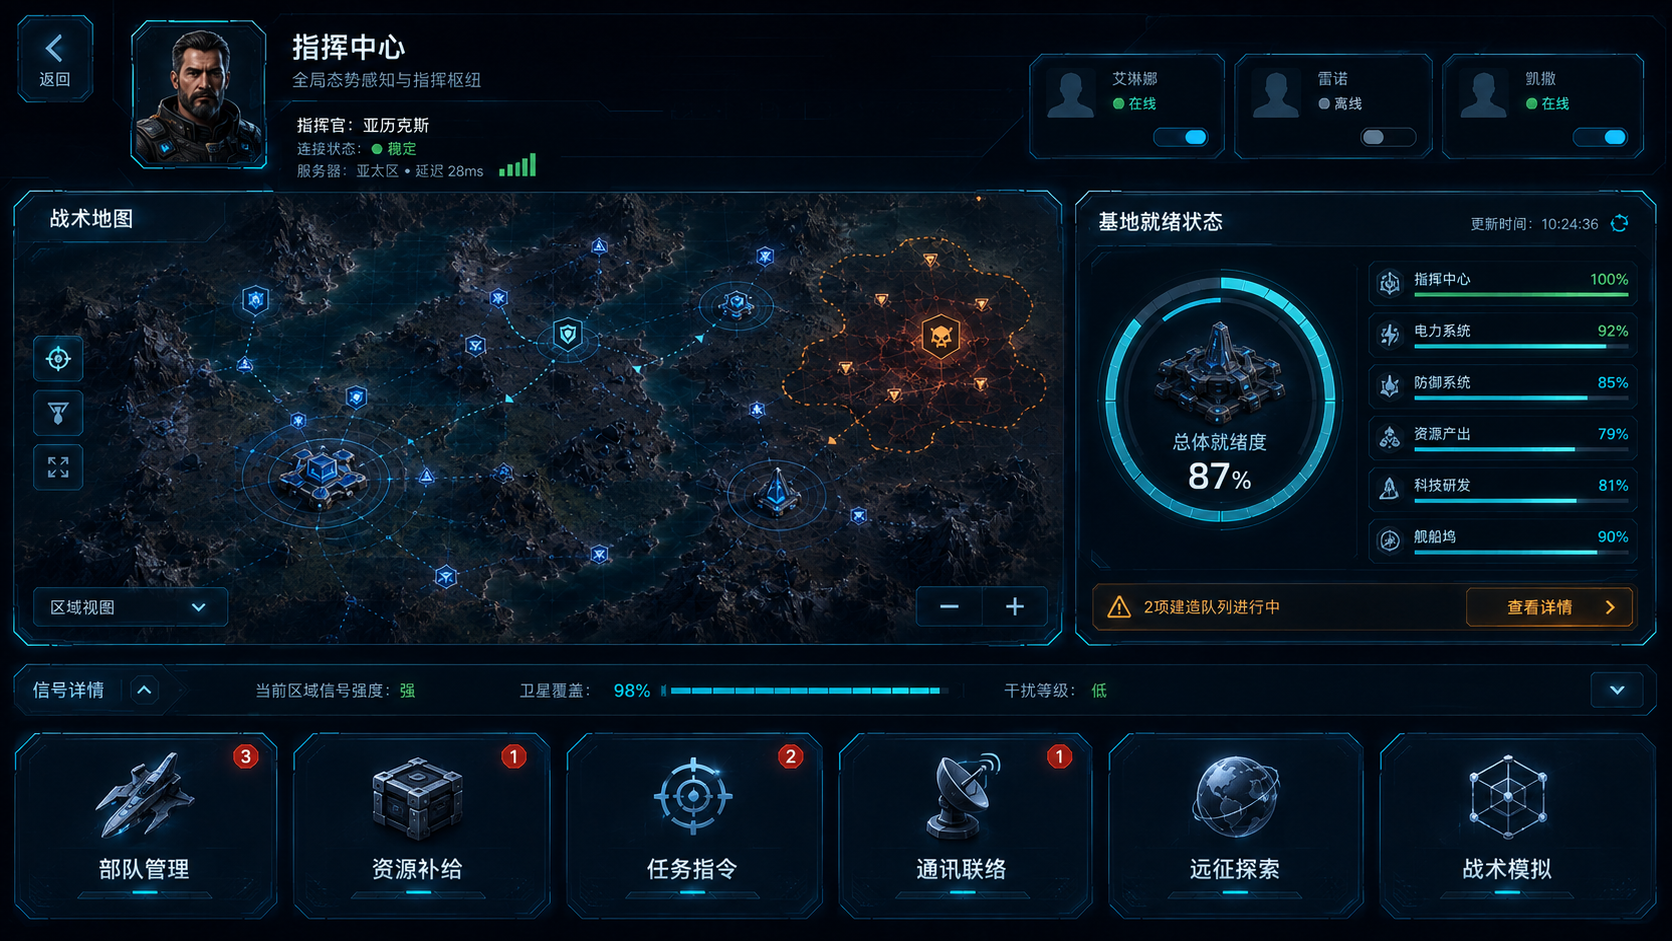 返回
指挥中心
全局态势感知与指挥枢纽
指挥官：亚历克斯
连接状态：稳定
服务器：亚太区 • 延迟 28ms
艾琳娜
在线
雷诺
离线
凯撒
在线
战术地图
区域视图
基地就绪状态
更新时间：10:24:36
总体就绪度
87%
指挥中心 100%
电力系统 92%
防御系统 85%
资源产出 79%
科技研发 81%
舰船坞 90%
2项建造队列进行中
查看详情
信号详情
当前区域信号强度：强
卫星覆盖：98%
干扰等级：低
3
部队管理
1
资源补给
2
任务指令
1
通讯联络
远征探索
战术模拟